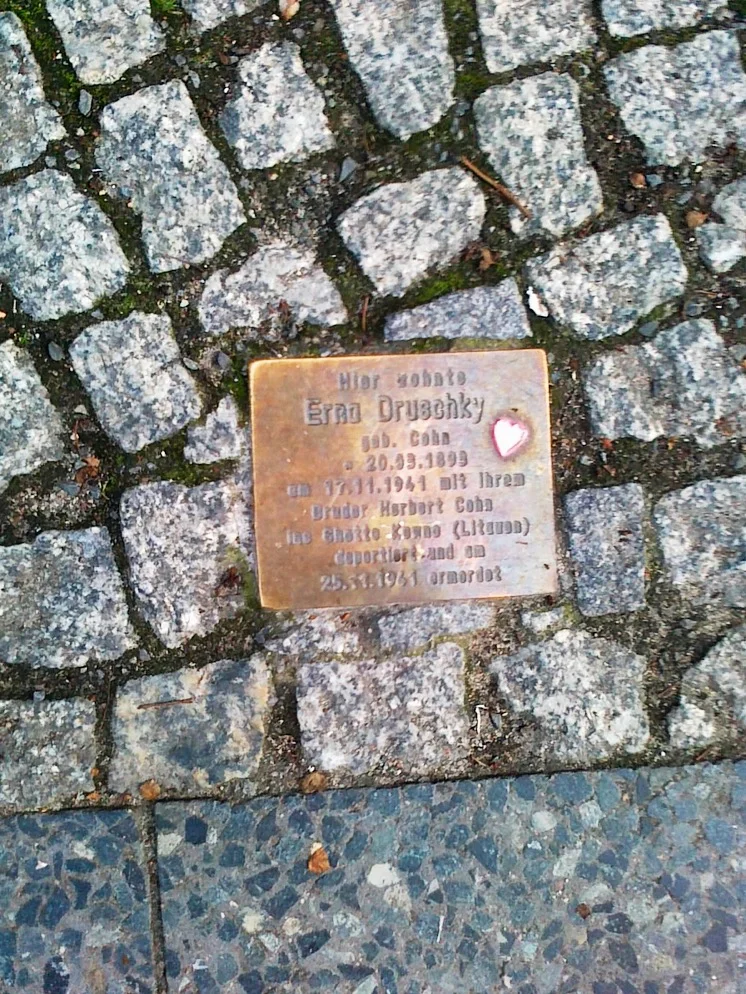 Hier wohnte
Erna Druschky
geb. Cohn
* 20.03.1899
am 17.11.1941 mit ihrem
Bruder Herbert Cohn
ins Ghetto Kowno (Litauen)
deportiert und am
25.11.1941 ermordet